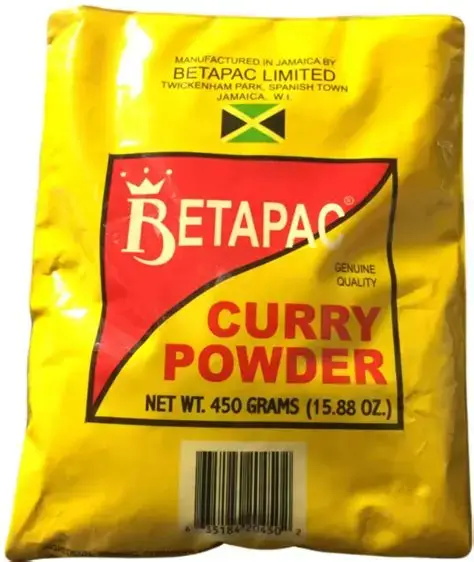 MANUFACTURED IN JAMAICA BY
BETAPAC LIMITED
TWICKENHAM PARK, SPANISH TOWN
JAMAICA, W.I.
BETAPAC®
GENUINE
QUALITY
CURRY
POWDER
NET WT. 450 GRAMS (15.88 OZ.)